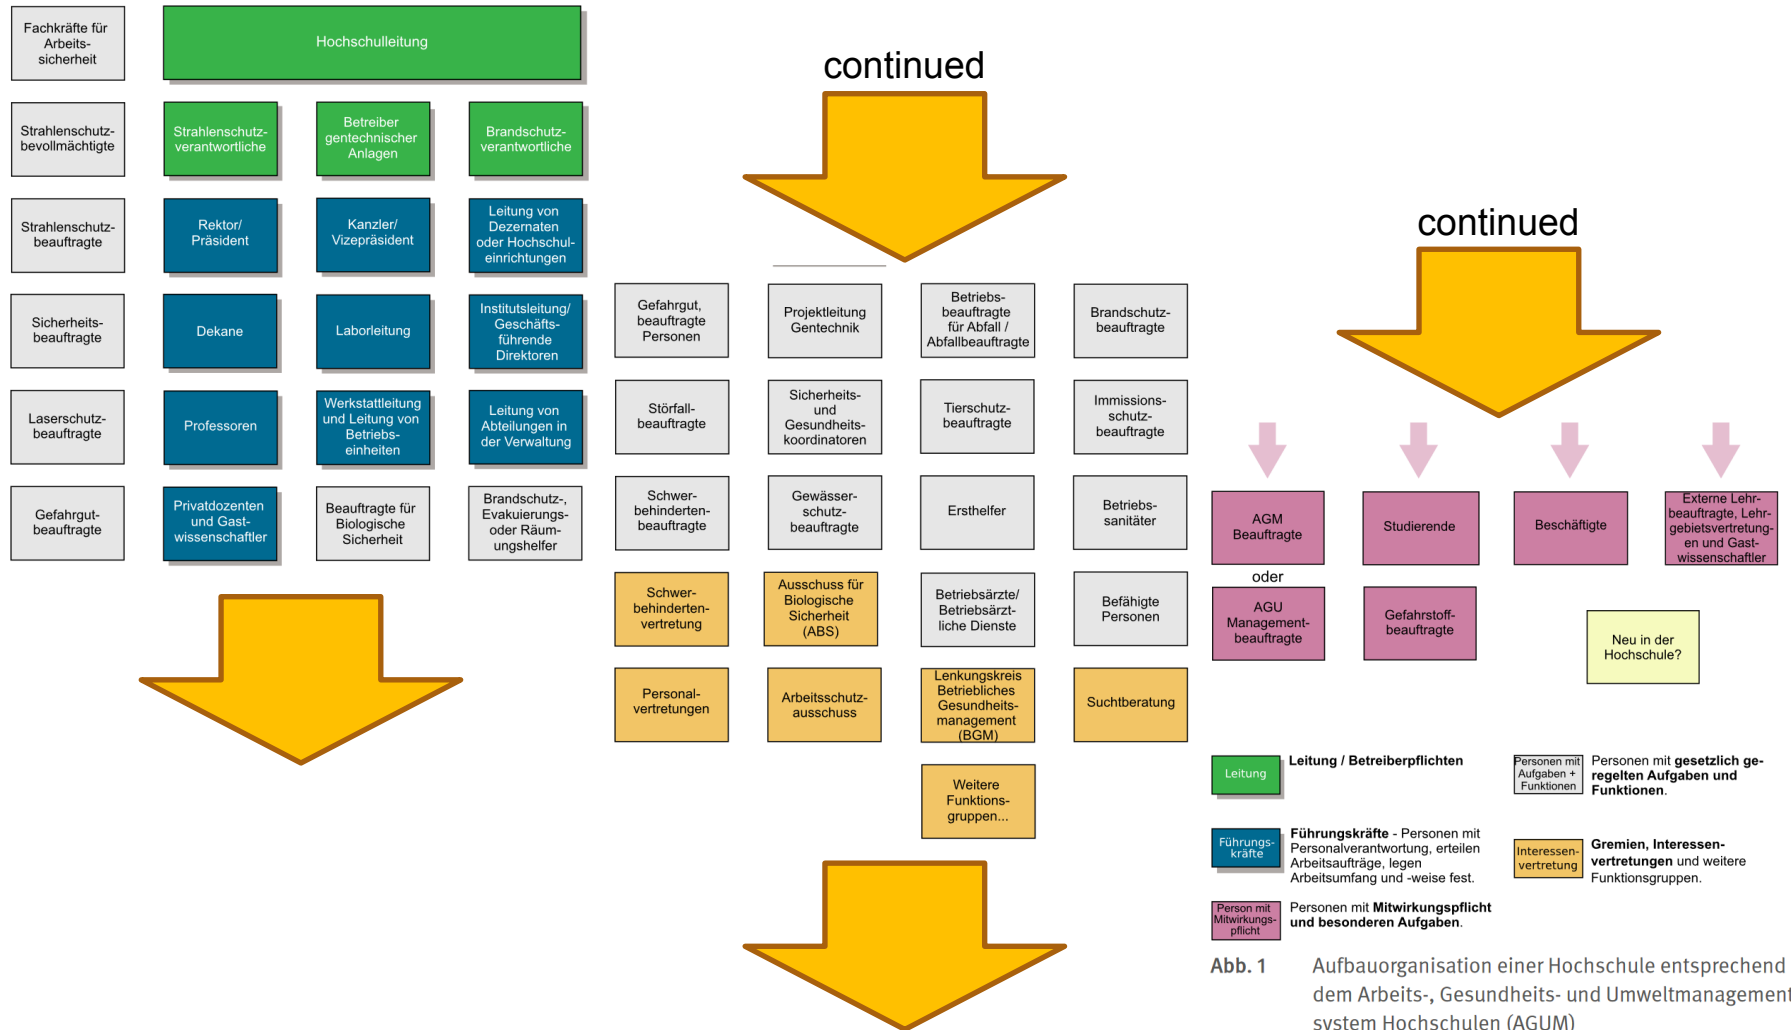 Fachkräfte für
Arbeits-
sicherheit
Hochschulleitung
Strahlenschutz-
bevollmächtigte
Strahlenschutz-
verantwortliche
Betreiber
gentechnischer
Anlagen
Brandschutz-
verantwortliche
Strahlenschutz-
beauftragte
Rektor/
Präsident
Kanzler/
Vizepräsident
Leitung von
Dezernaten
oder Hochschul-
einrichtungen
Sicherheits-
beauftragte
Dekane
Laborleitung
Institutsleitung/
Geschäfts-
führende
Direktoren
Laserschutz-
beauftragte
Professoren
Werkstattleitung
und Leitung von
Betriebs-
einheiten
Leitung von
Abteilungen in
der Verwaltung
Gefahrgut-
beauftragte
Privatdozenten
und Gast-
wissenschaftler
Beauftragte für
Biologische
Sicherheit
Brandschutz-,
Evakuierungs-
oder Räum-
ungshelfer
continued
Gefahrgut,
beauftragte
Personen
Projektleitung
Gentechnik
Betriebs-
beauftragte
für Abfall /
Abfallbeauftragte
Brandschutz-
beauftragte
Störfall-
beauftragte
Sicherheits-
und
Gesundheits-
koordinatoren
Tierschutz-
beauftragte
Immissions-
schutz-
beauftragte
Schwer-
behinderten-
beauftragte
Gewässer-
schutz-
beauftragte
Ersthelfer
Betriebs-
sanitäter
Schwer-
behinderten-
vertretung
Ausschuss für
Biologische
Sicherheit
(ABS)
Betriebsärzte/
Betriebsärzt-
liche Dienste
Befähigte
Personen
Personal-
vertretungen
Arbeitsschutz-
ausschuss
Lenkungskreis
Betriebliches
Gesundheits-
management
(BGM)
Suchtberatung
Weitere
Funktions-
gruppen...
continued
AGM
Beauftragte
Studierende
Beschäftigte
Externe Lehr-
beauftragte, Lehr-
gebietsvertretung-
en und Gast-
wissenschaftler
oder
AGU
Management-
beauftragte
Gefahrstoff-
beauftragte
Neu in der
Hochschule?
Leitung
Leitung / Betreiberpflichten
Personen mit
Aufgaben +
Funktionen
Personen mit gesetzlich ge-
regelten Aufgaben und
Funktionen.
Führungs-
kräfte
Führungskräfte - Personen mit
Personalverantwortung, erteilen
Arbeitsaufträge, legen
Arbeitsumfang und -weise fest.
Interessen-
vertretung
Gremien, Interessen-
vertretungen und weitere
Funktionsgruppen.
Person mit
Mitwirkungs-
pflicht
Personen mit Mitwirkungspflicht
und besonderen Aufgaben.
Abb. 1 Aufbauorganisation einer Hochschule entsprechend
dem Arbeits-, Gesundheits- und Umweltmanagement
system Hochschulen (AGUM)